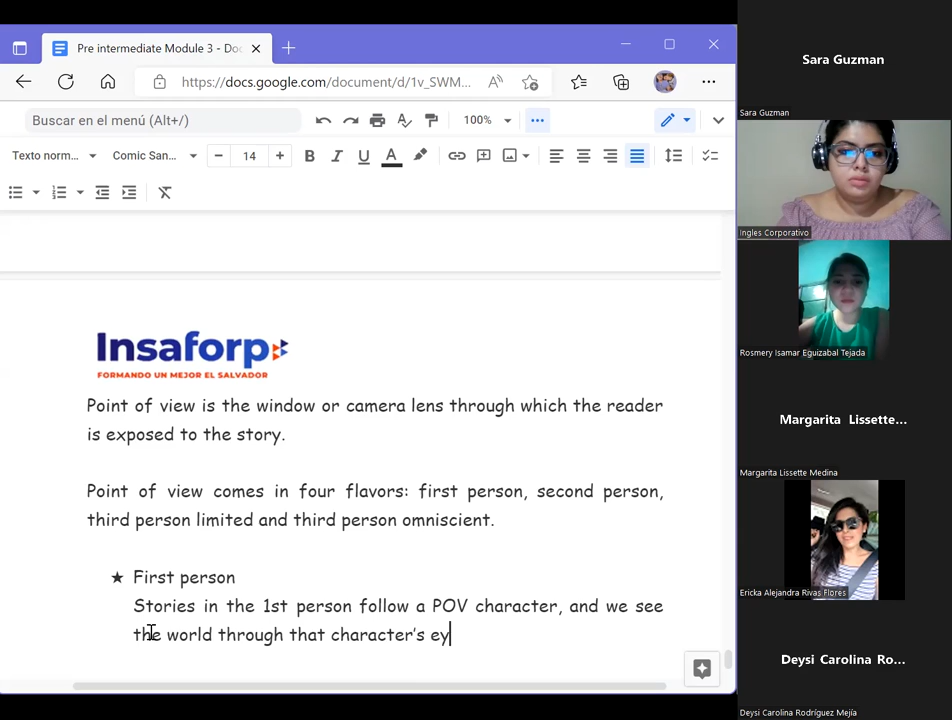 Pre intermediate Module 3 - Doc
https://docs.google.com/document/d/1v_SWM...
Buscar en el menú (Alt+/)
100%
Texto norm...
Comic San...
14
Insaforp
FORMANDO UN MEJOR EL SALVADOR
Point of view is the window or camera lens through which the reader
is exposed to the story.
Point of view comes in four flavors: first person, second person,
third person limited and third person omniscient.
★ First person
Stories in the 1st person follow a POV character, and we see
the world through that character's ey
Sara Guzman
Sara Guzman
Ingles Corporativo
Rosmery Isamar Eguizabal Tejada
Margarita Lissette...
Margarita Lissette Medina
Ericka Alejandra Rivas Flores
Deysi Carolina Ro...
Deysi Carolina Rodríguez Mejía